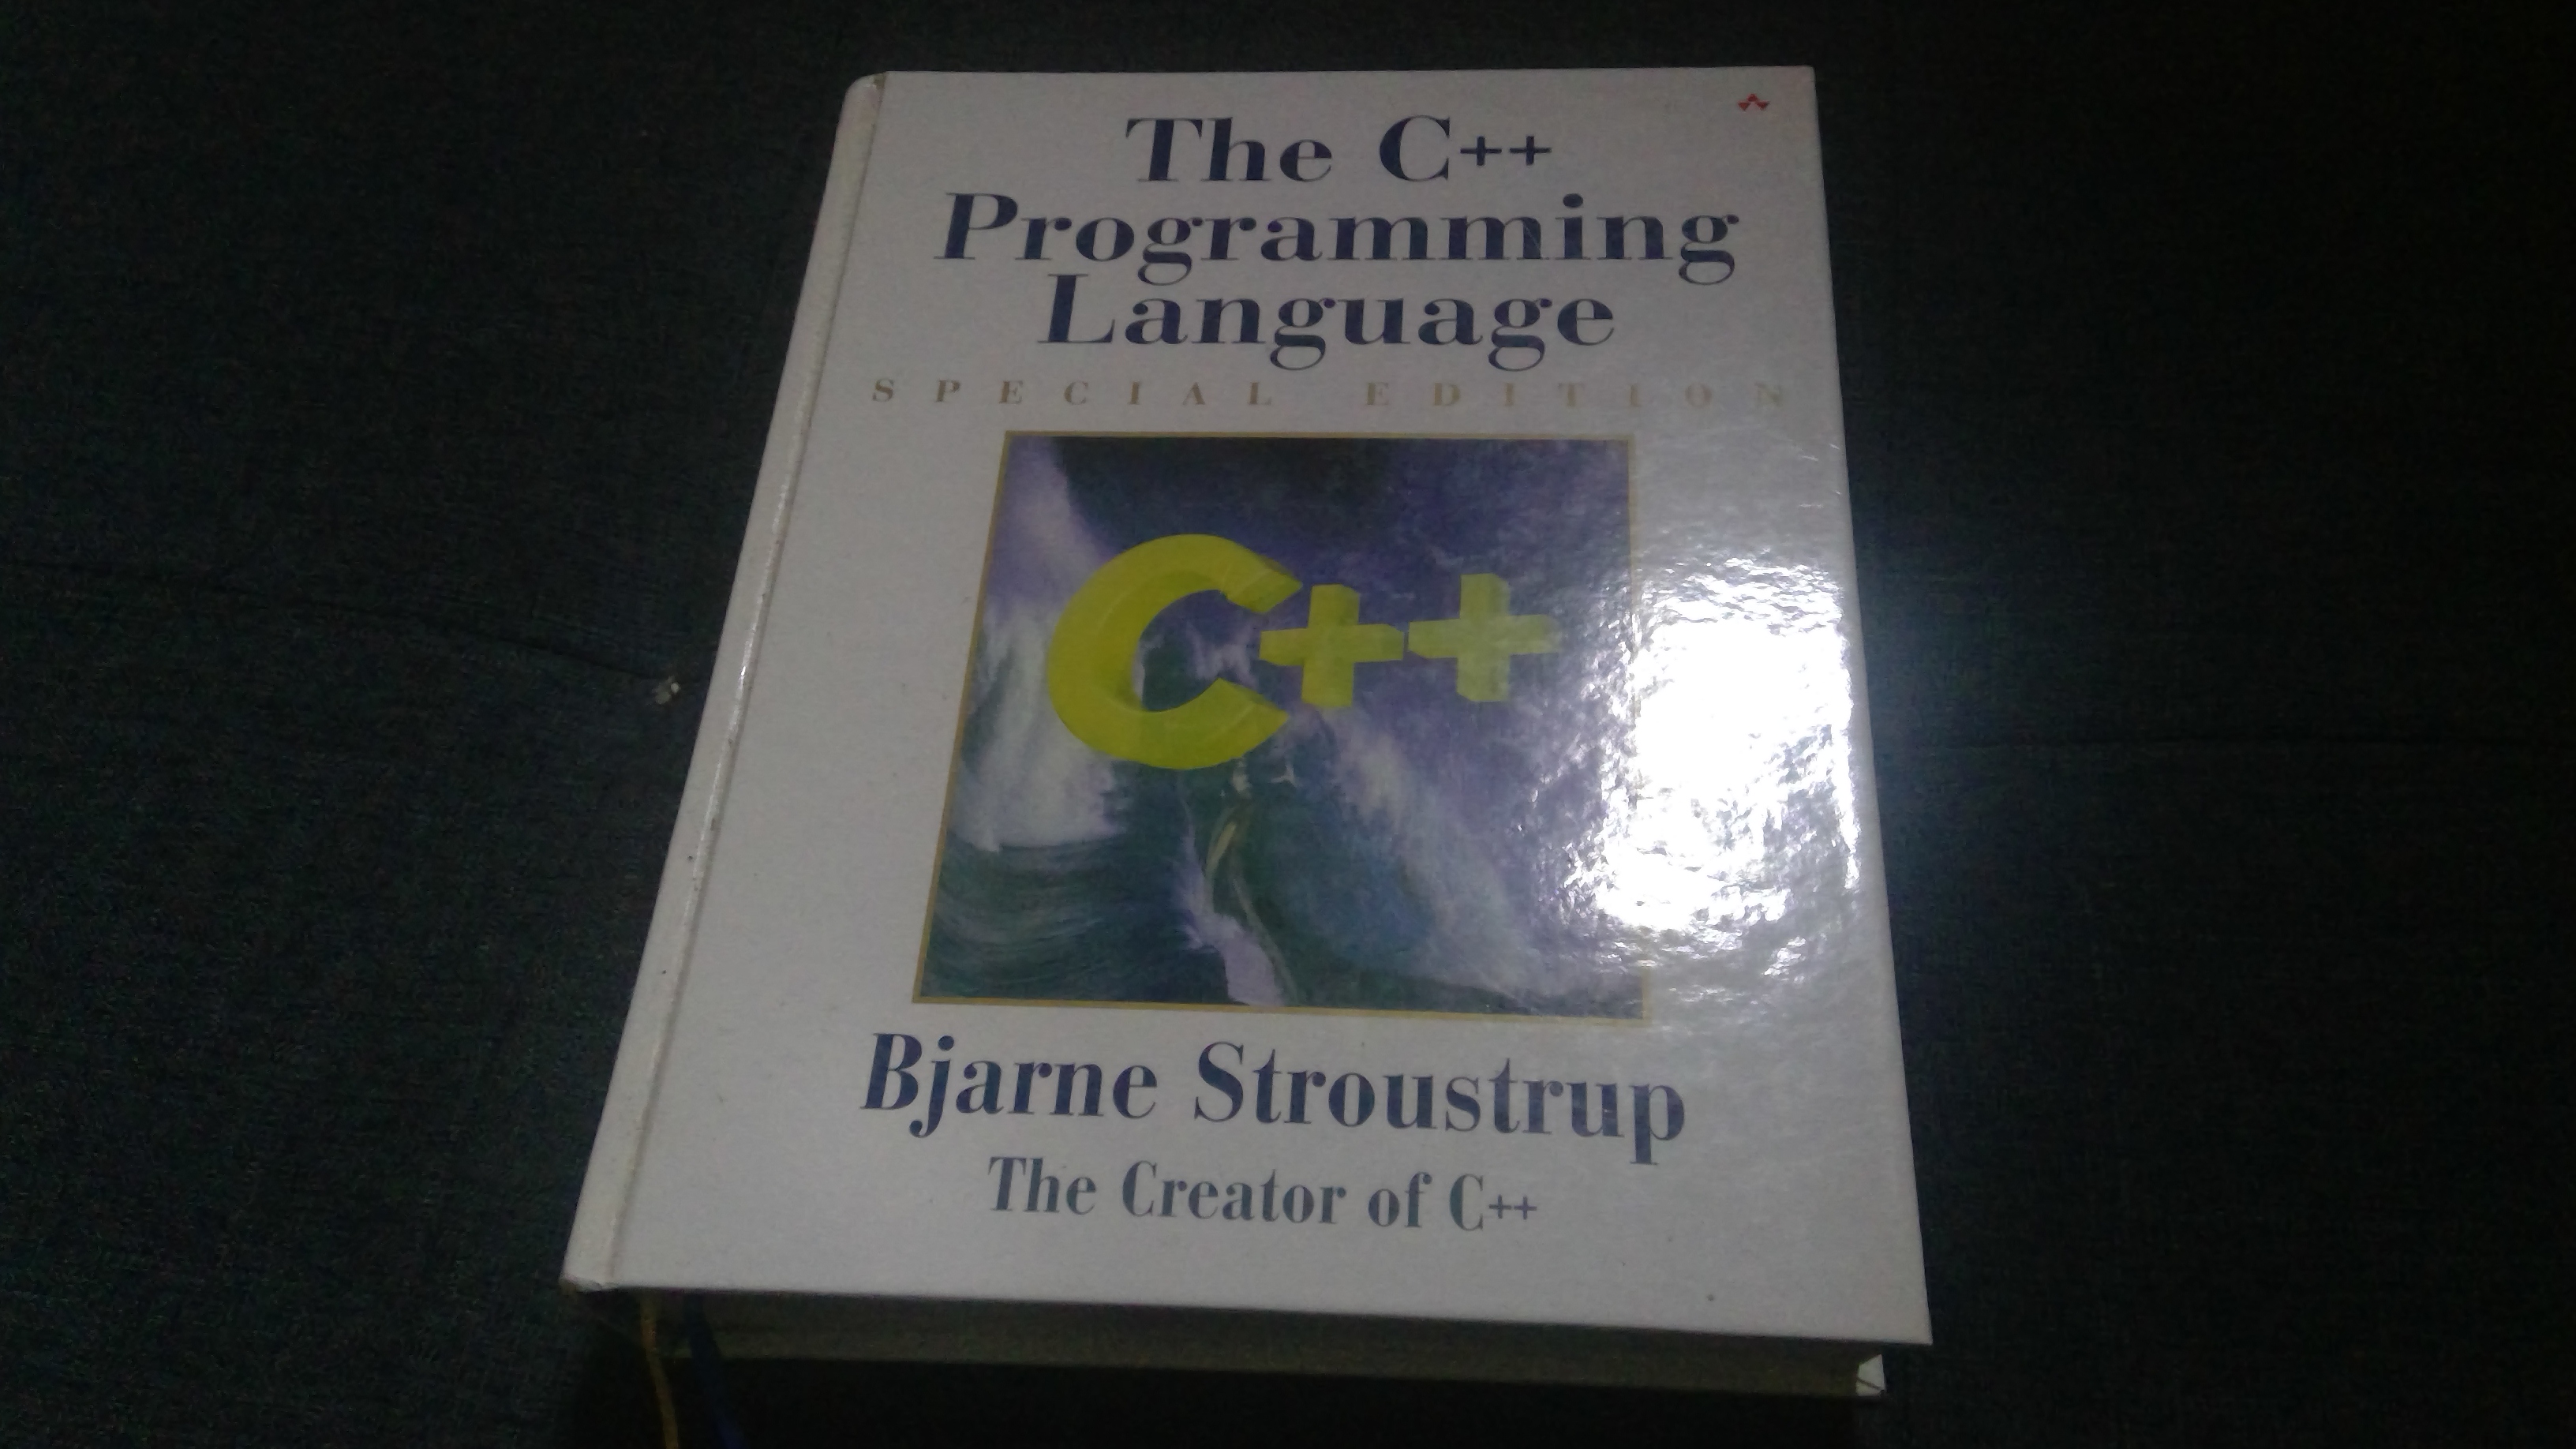 The C++
Programming
Language
SPECIAL EDITION
C++
Bjarne Stroustrup
The Creator of C++